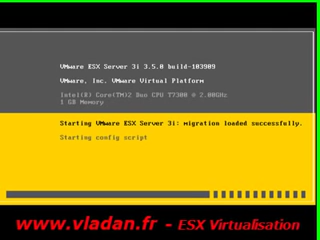 VMware ESX Server 3i 3.5.0 build-103909
VMware, Inc. VMware Virtual Platform
Intel(R) Core(TM)2 Duo CPU T7300 @ 2.00GHz
1 GB Memory
Starting VMware ESX Server 3i: migration loaded successfully.
Starting config script
www.vladan.fr - ESX Virtualisation